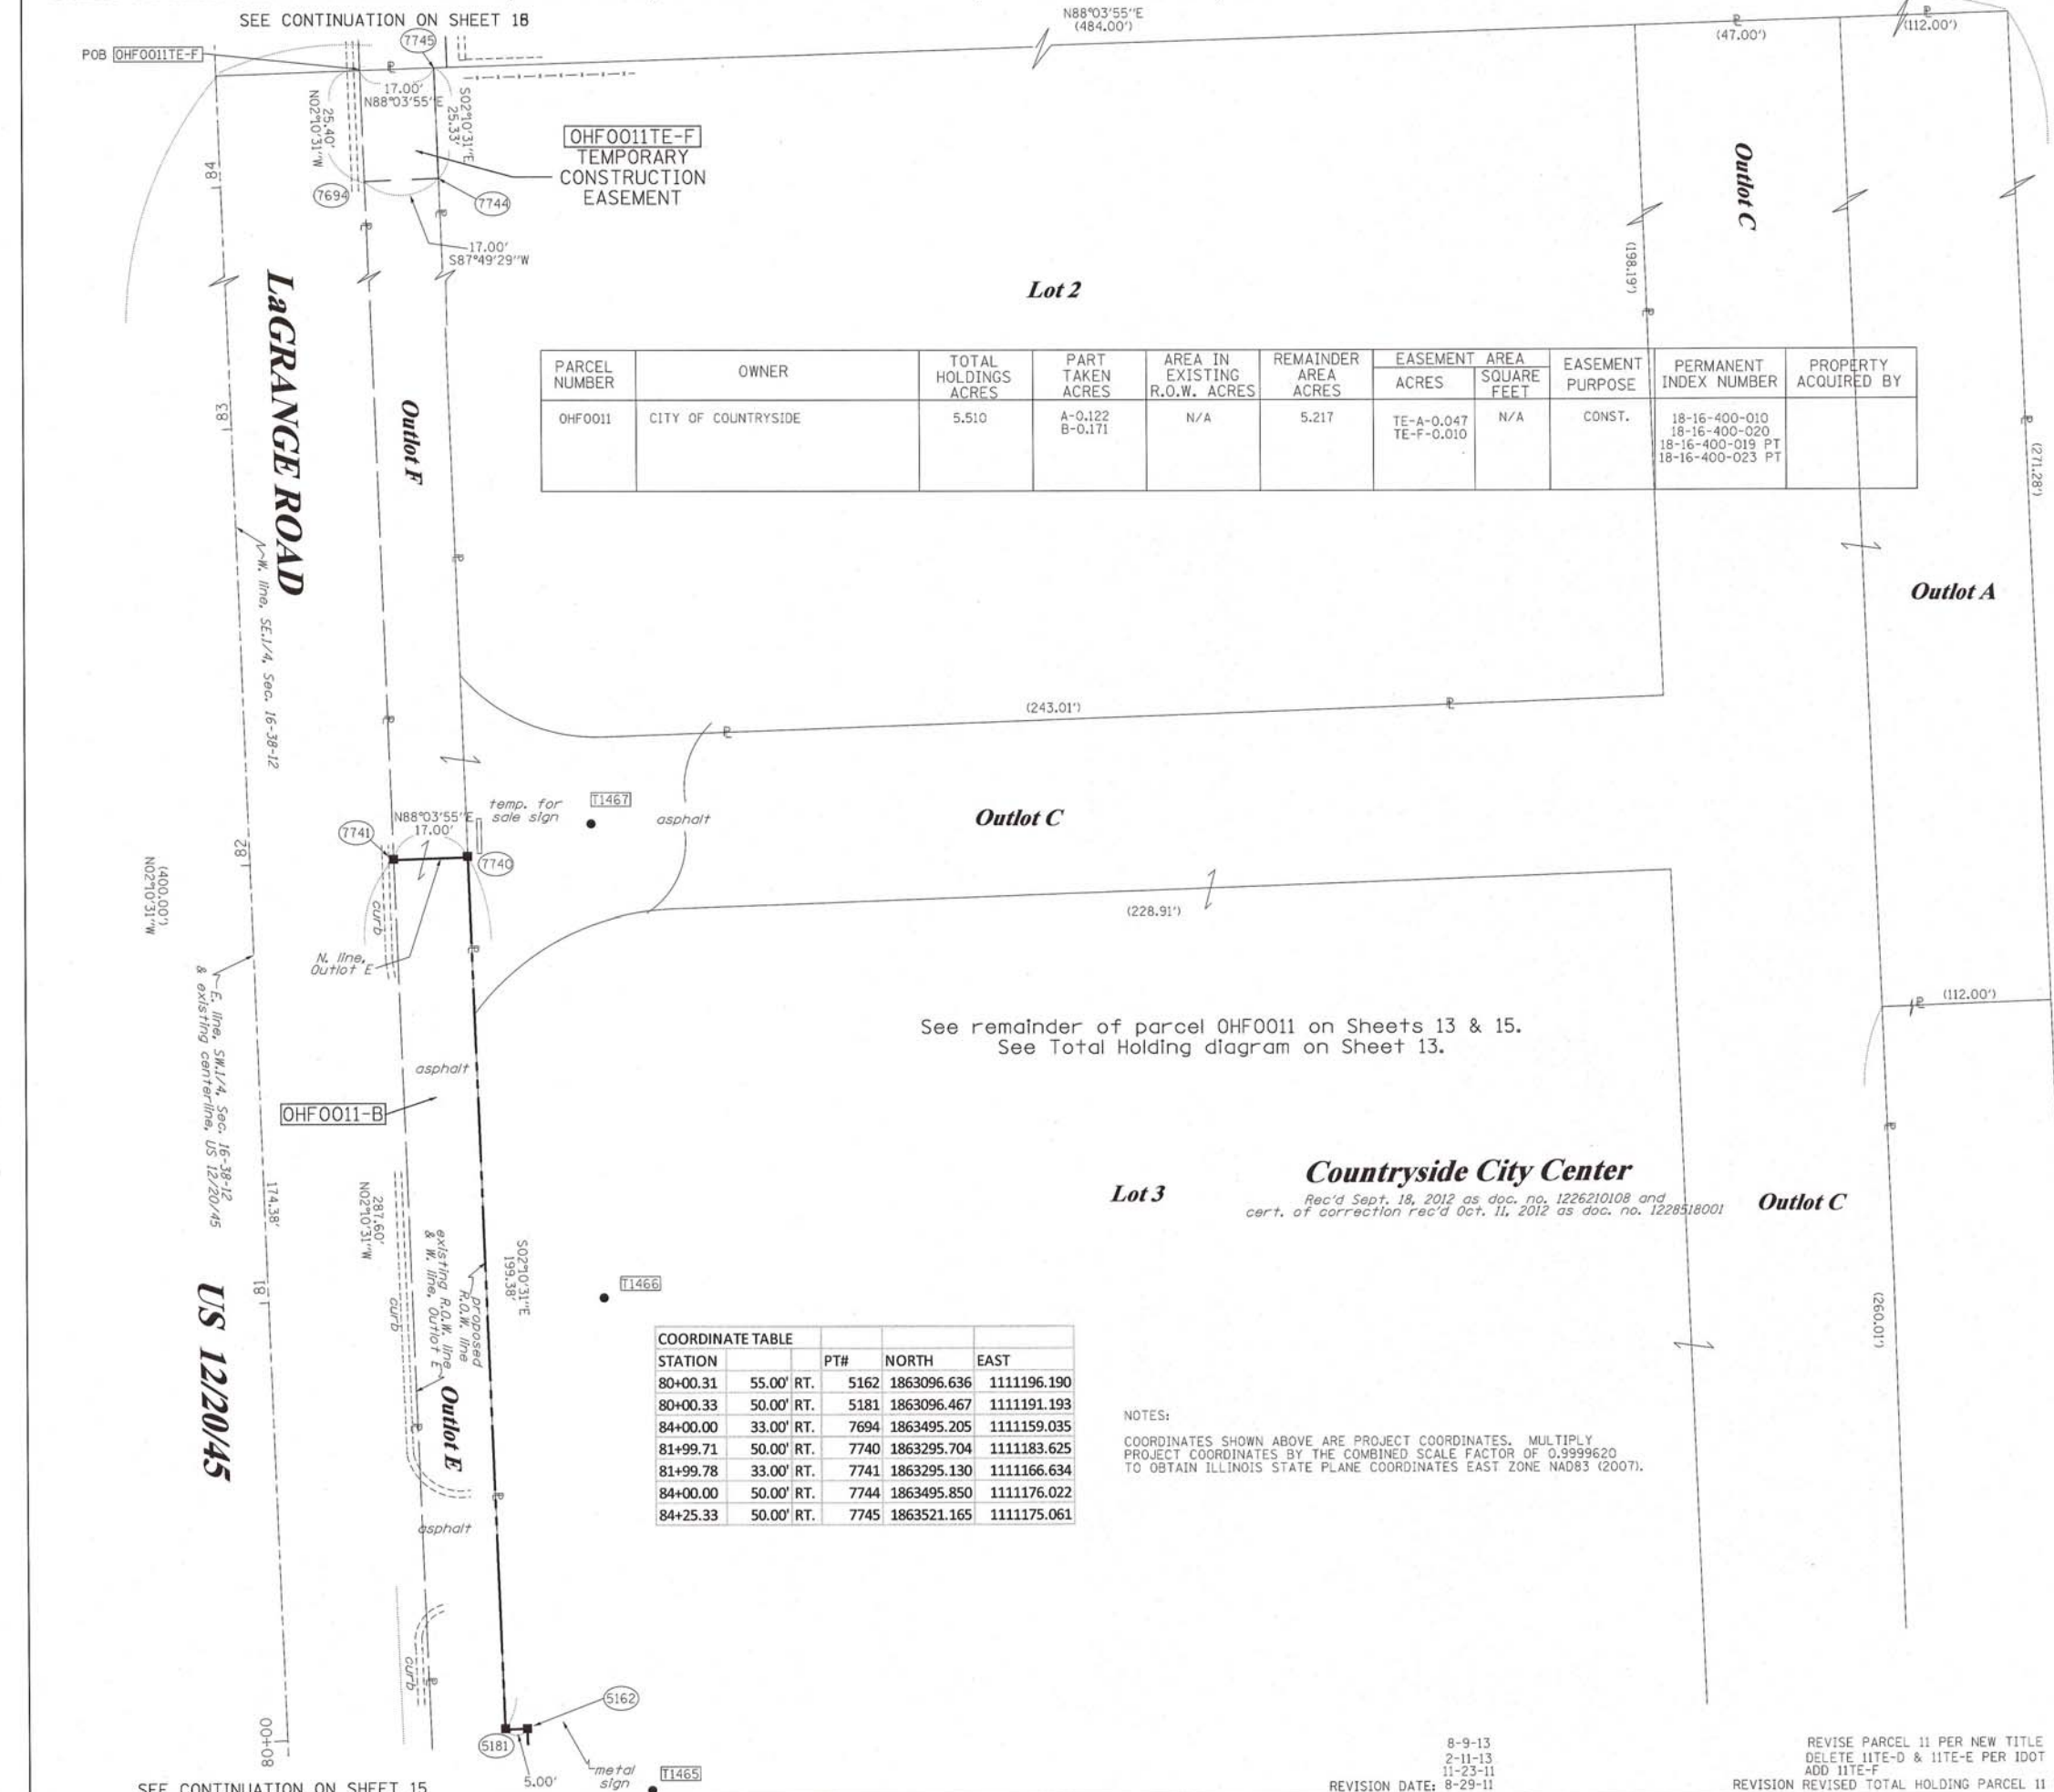 SEE CONTINUATION ON SHEET 16
POB OHF0011TE-F
7745
17.00'
N88°03'55"E
25.40'
N02°10'31"W
S02°10'31"E
25.33'
7694
7744
17.00'
S87°49'29"W
OHF0011TE-F
TEMPORARY
CONSTRUCTION
EASEMENT
N88°03'55"E
(484.00')
(47.00')
(112.00')
Outlot C
(198.19')
Lot 2
84
83
LaGRANGE ROAD
Outlot F
W. line, SE.1/4, Sec. 16-38-12
PARCEL NUMBER OWNER TOTAL HOLDINGS ACRES PART TAKEN ACRES AREA IN EXISTING R.O.W. ACRES REMAINDER AREA ACRES EASEMENT AREA ACRES SQUARE FEET EASEMENT PURPOSE PERMANENT INDEX NUMBER PROPERTY ACQUIRED BY
OHF0011 CITY OF COUNTRYSIDE 5.510 A-0.122 N/A 5.217 TE-A-0.047 N/A CONST. 18-16-400-010
B-0.171 TE-F-0.010 18-16-400-020
18-16-400-019 PT
18-16-400-023 PT
(271.28')
Outlot A
(243.01')
temp. for
sale sign
T1467
asphalt
Outlot C
7741
N88°03'55"E
17.00'
7740
82
(400.00')
N02°10'31"W
curb
N. line,
Outlot E
(228.91')
(112.00')
E. line, SW.1/4, Sec. 16-38-12
& existing centerline, US 12/20/45
See remainder of parcel OHF0011 on Sheets 13 & 15.
See Total Holding diagram on Sheet 13.
asphalt
OHF0011-B
174.38'
287.60'
N02°10'31"W
81
curb
existing R.O.W. line
& W. line, Outlot E
proposed
R.O.W. line
S02°10'31"E
199.38'
T1466
Lot 3
Countryside City Center
Rec'd Sept. 18, 2012 as doc. no. 1226210108 and
cert. of correction rec'd Oct. 11, 2012 as doc. no. 1228518001
Outlot C
(260.01')
US 12/20/45
Outlot E
COORDINATE TABLE
STATION PT# NORTH EAST
80+00.31 55.00' RT. 5162 1863096.636 1111196.190
80+00.33 50.00' RT. 5181 1863096.467 1111191.193
84+00.00 33.00' RT. 7694 1863495.205 1111159.035
81+99.71 50.00' RT. 7740 1863295.704 1111183.625
81+99.78 33.00' RT. 7741 1863295.130 1111166.634
84+00.00 50.00' RT. 7744 1863495.850 1111176.022
84+25.33 50.00' RT. 7745 1863521.165 1111175.061
NOTES:
COORDINATES SHOWN ABOVE ARE PROJECT COORDINATES. MULTIPLY
PROJECT COORDINATES BY THE COMBINED SCALE FACTOR OF 0.9999620
TO OBTAIN ILLINOIS STATE PLANE COORDINATES EAST ZONE NAD83 (2007).
asphalt
curb
80+00
5162
5181
5.00'
metal
sign
T1465
SEE CONTINUATION ON SHEET 15
8-9-13
2-11-13
11-23-11
REVISION DATE: 8-29-11
REVISE PARCEL 11 PER NEW TITLE
DELETE 11TE-D & 11TE-E PER IDOT
ADD 11TE-F
REVISION REVISED TOTAL HOLDING PARCEL 11